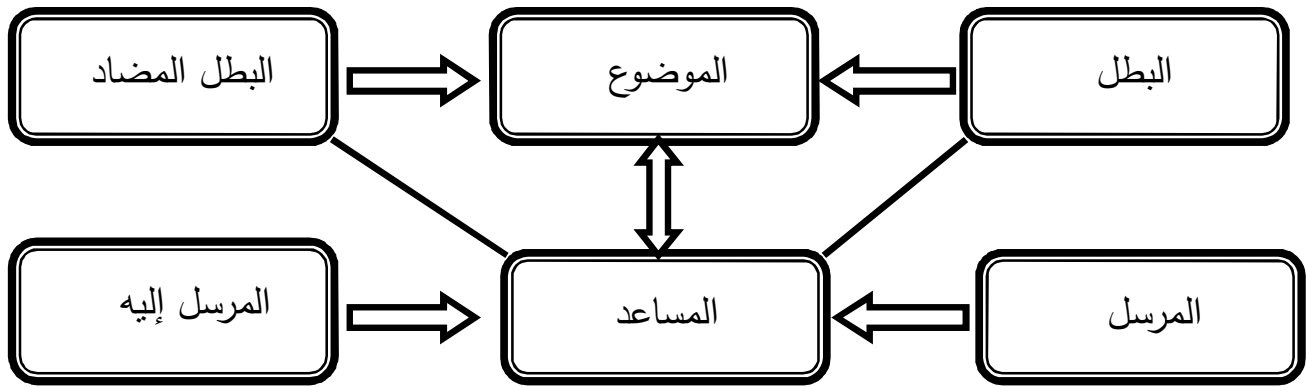 البطل
الموضوع
البطل المضاد
المرسل
المساعد
المرسل إليه